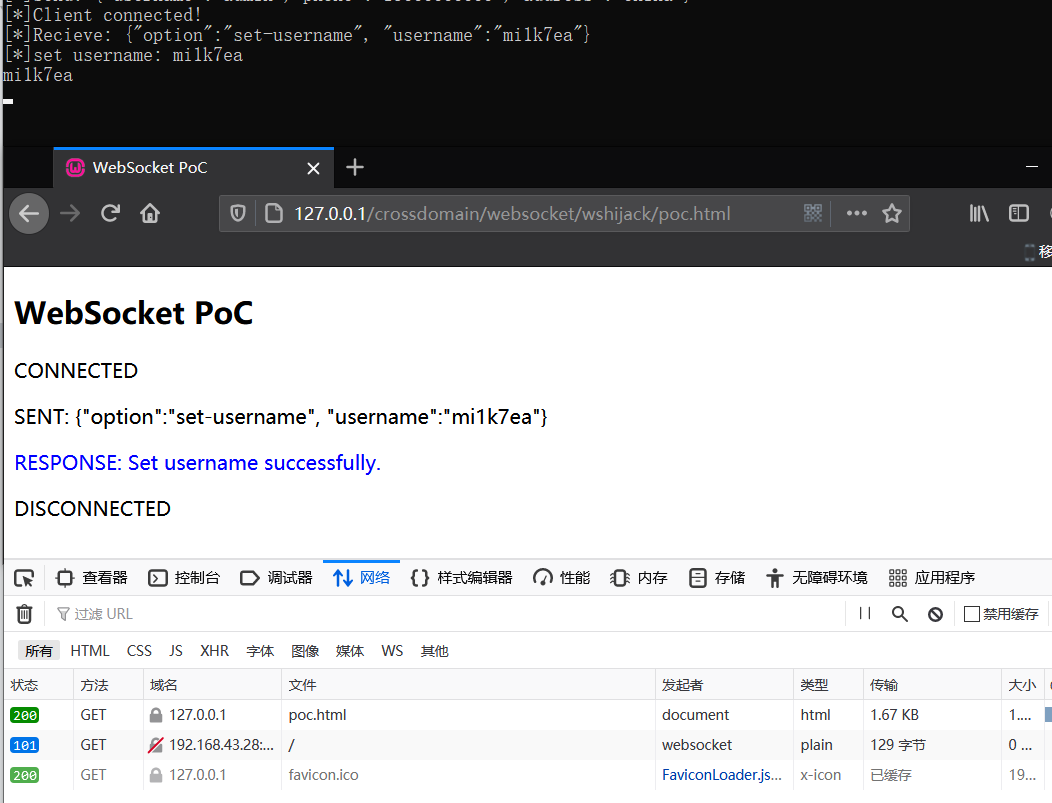 [*]Client connected!
[*]Recieve: {"option":"set-username", "username":"mi1k7ea"}
[*]set username: mi1k7ea
mi1k7ea
WebSocket PoC
127.0.0.1/crossdomain/websocket/wshijack/poc.html
移
WebSocket PoC
CONNECTED
SENT: {"option":"set-username", "username":"mi1k7ea"}
RESPONSE: Set username successfully.
DISCONNECTED
查看器 控制台 调试器 网络 样式编辑器 性能 内存 存储 无障碍环境 应用程序
过滤 URL 禁用缓存
所有 HTML CSS JS XHR 字体 图像 媒体 WS 其他
状态 方法 域名 文件 发起者 类型 传输 大小
200 GET 127.0.0.1 poc.html document html 1.67 KB 1....
101 GET 192.168.43.28:... / websocket plain 129 字节 0 ...
200 GET 127.0.0.1 favicon.ico FaviconLoader.js... x-icon 已缓存 19...